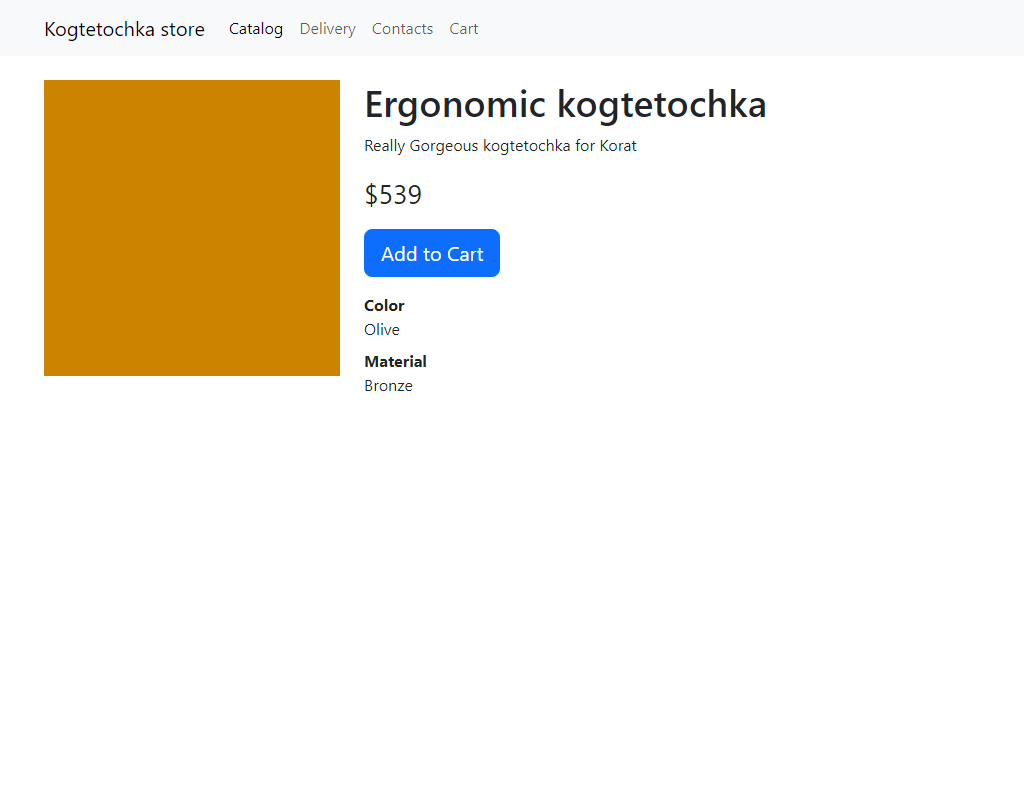 Kogtetochka store Catalog Delivery Contacts Cart
Ergonomic kogtetochka
Really Gorgeous kogtetochka for Korat
$539
Add to Cart
Color
Olive
Material
Bronze